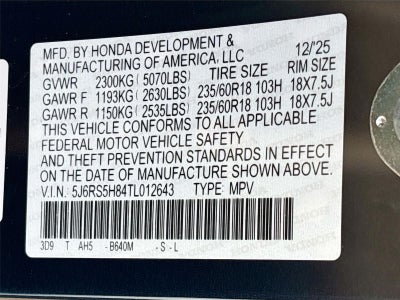 MFD. BY HONDA DEVELOPMENT &
MANUFACTURING OF AMERICA, LLC 12/25
GVWR 2300KG (5070LBS) TIRE SIZE RIM SIZE
GAWR F 1193KG (2630LBS) 235/60R18 103H 18X7.5J
GAWR R 1150KG (2535LBS) 235/60R18 103H 18X7.5J
THIS VEHICLE CONFORMS TO ALL APPLICABLE
FEDERAL MOTOR VEHICLE SAFETY
AND THEFT PREVENTION STANDARDS IN EFFECT
ON THE DATE OF MANUFACTURE SHOWN ABOVE.
V.I.N. 5J6RS5H84TL012643 TYPE MPV
3D9 T AH5 -B640M -S-L